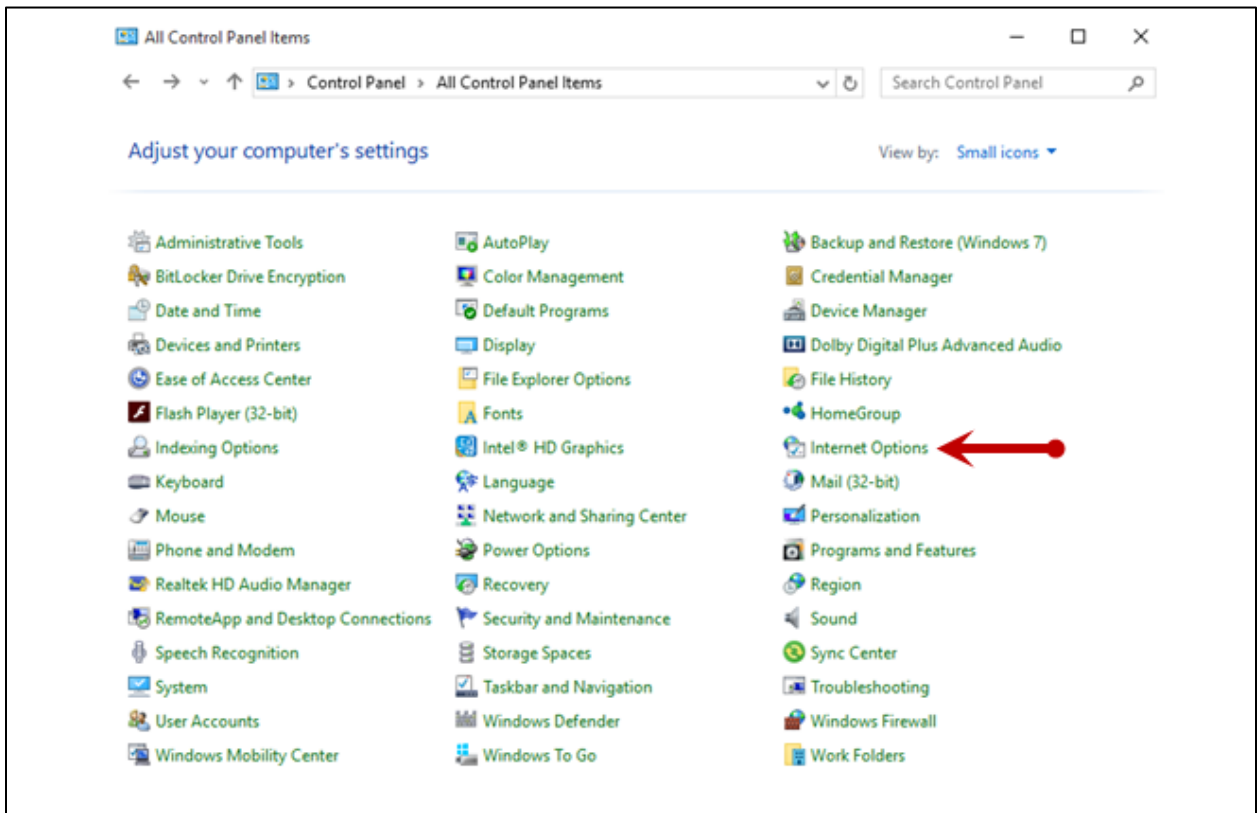 All Control Panel Items
Control Panel > All Control Panel Items Search Control Panel
Adjust your computer's settings View by: Small icons
Administrative Tools AutoPlay Backup and Restore (Windows 7)
BitLocker Drive Encryption Color Management Credential Manager
Date and Time Default Programs Device Manager
Devices and Printers Display Dolby Digital Plus Advanced Audio
Ease of Access Center File Explorer Options File History
Flash Player (32-bit) Fonts HomeGroup
Indexing Options Intel® HD Graphics Internet Options
Keyboard Language Mail (32-bit)
Mouse Network and Sharing Center Personalization
Phone and Modem Power Options Programs and Features
Realtek HD Audio Manager Recovery Region
RemoteApp and Desktop Connections Security and Maintenance Sound
Speech Recognition Storage Spaces Sync Center
System Taskbar and Navigation Troubleshooting
User Accounts Windows Defender Windows Firewall
Windows Mobility Center Windows To Go Work Folders